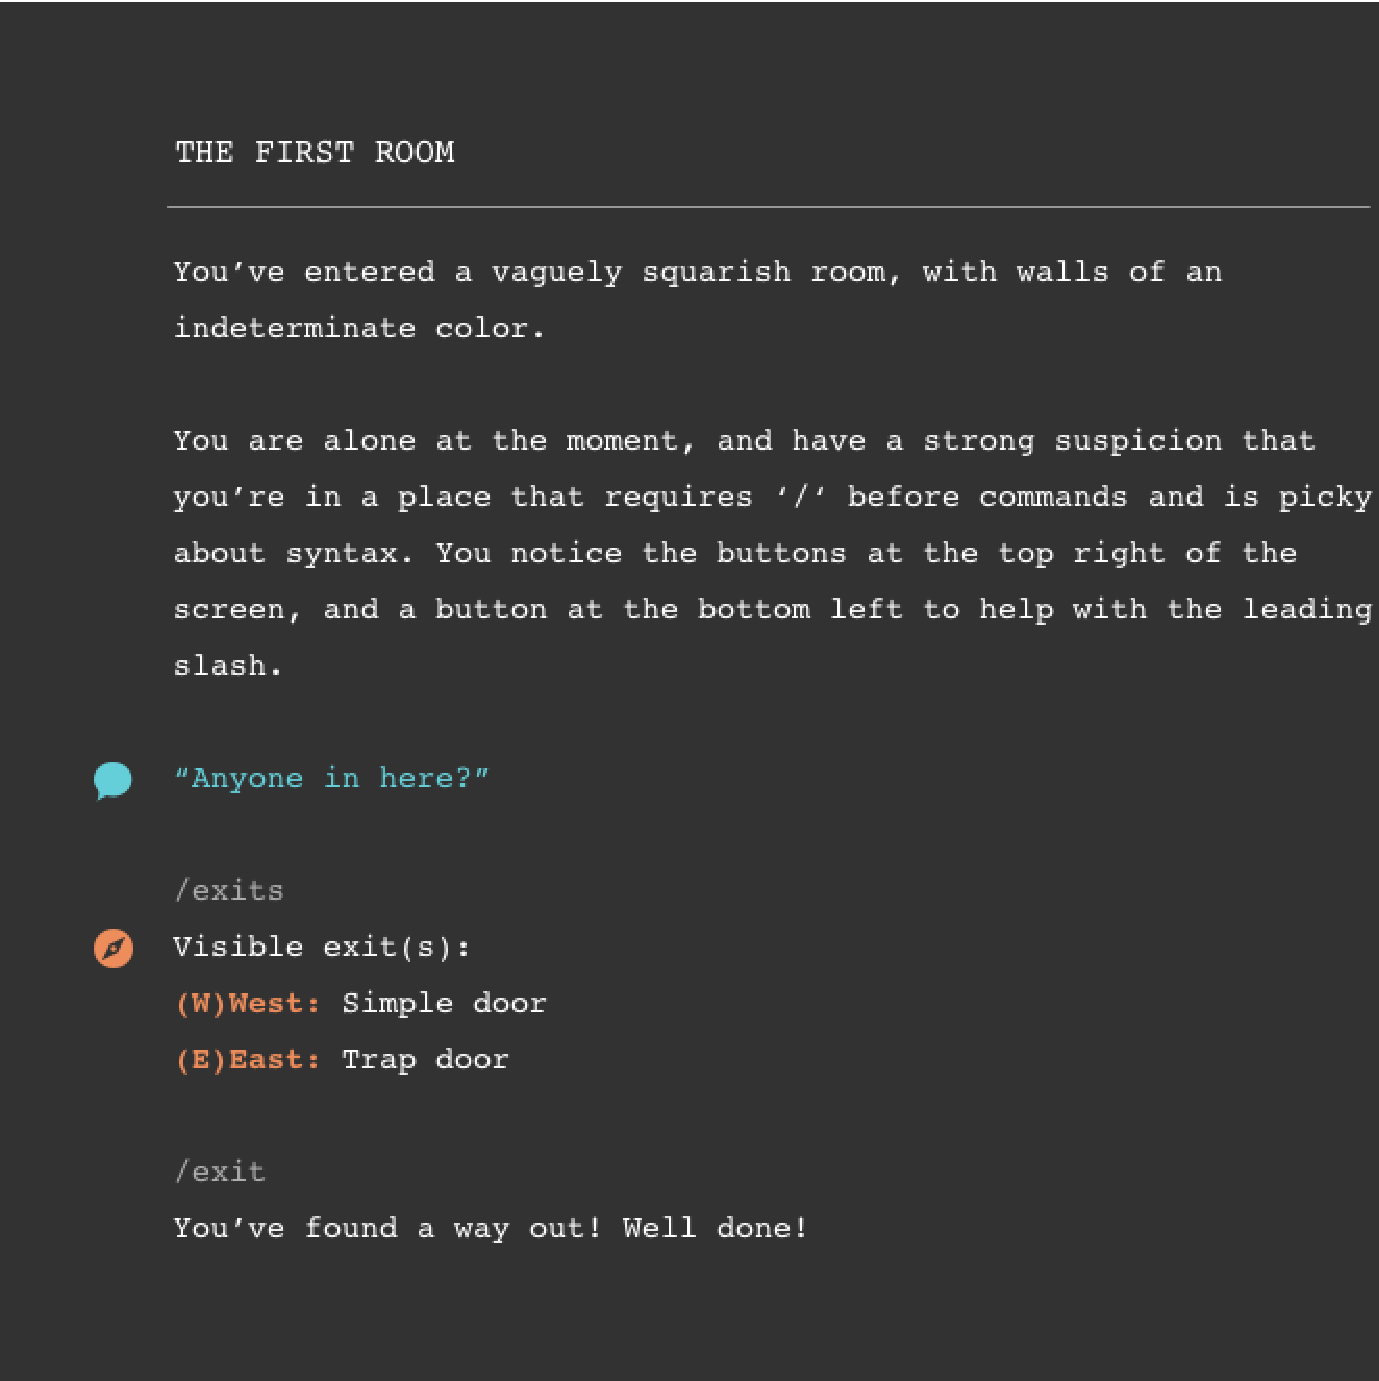 THE FIRST ROOM
You’ve entered a vaguely squarish room, with walls of an
indeterminate color.
You are alone at the moment, and have a strong suspicion that
you’re in a place that requires ‘/‘ before commands and is picky
about syntax. You notice the buttons at the top right of the
screen, and a button at the bottom left to help with the leading
slash.
“Anyone in here?”
/exits
Visible exit(s):
(W)West: Simple door
(E)East: Trap door
/exit
You’ve found a way out! Well done!